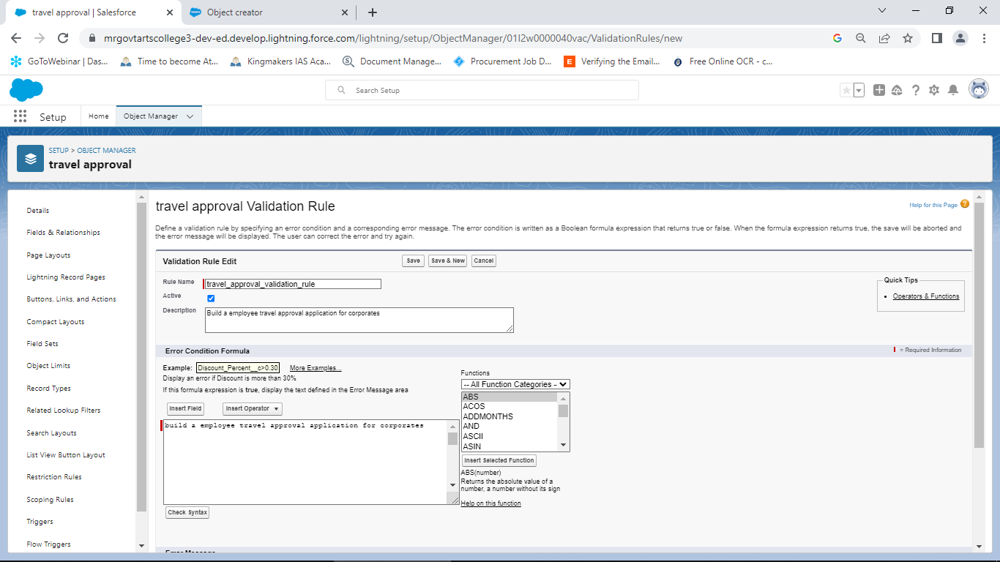 travel approval | Salesforce
Object creator
mrgovtartscollege3-dev-ed.develop.lightning.force.com/lightning/setup/ObjectManager/01I2w0000040vac/ValidationRules/new
GoToWebinar | Das...
Time to become At...
Kingmakers IAS Aca...
Document Manage...
Procurement Job D...
Verifying the Email...
Free Online OCR - c...
Search Setup
Setup
Home
Object Manager
SETUP > OBJECT MANAGER
travel approval
Details
Fields & Relationships
Page Layouts
Lightning Record Pages
Buttons, Links, and Actions
Compact Layouts
Field Sets
Object Limits
Record Types
Related Lookup Filters
Search Layouts
List View Button Layout
Restriction Rules
Scoping Rules
Triggers
Flow Triggers
travel approval Validation Rule
Help for this Page
Define a validation rule by specifying an error condition and a corresponding error message. The error condition is written as a Boolean formula expression that returns true or false. When the formula expression returns true, the save will be aborted and
the error message will be displayed. The user can correct the error and try again.
Validation Rule Edit
Save
Save & New
Cancel
Rule Name
travel_approval_validation_rule
Active
Description
Build a employee travel approval application for corporates
Quick Tips
• Operators & Functions
Error Condition Formula
= Required Information
Example: Discount_Percent__c>0.30 More Examples...
Display an error if Discount is more than 30%
If this formula expression is true, display the text defined in the Error Message area
Insert Field
Insert Operator
build a employee travel approval application for corporates
Check Syntax
Functions
-- All Function Categories --
ABS
ACOS
ADDMONTHS
AND
ASCII
ASIN
Insert Selected Function
ABS(number)
Returns the absolute value of a
number, a number without its sign
Help on this function
Error Message